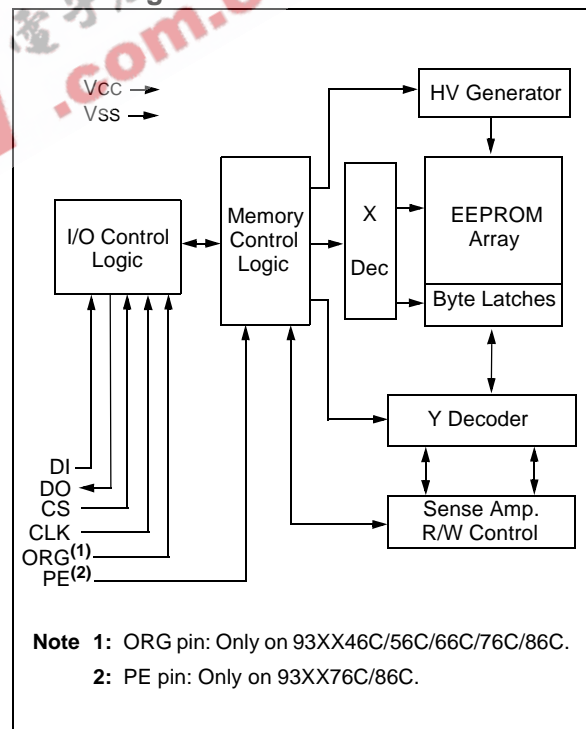 .com.
Vcc
Vss
HV Generator
Memory
Control
Logic
X
Dec
EEPROM
Array
Byte Latches
I/O Control
Logic
Y Decoder
Sense Amp.
R/W Control
DI
DO
CS
CLK
ORG(1)
PE(2)
Note 1: ORG pin: Only on 93XX46C/56C/66C/76C/86C.
2: PE pin: Only on 93XX76C/86C.